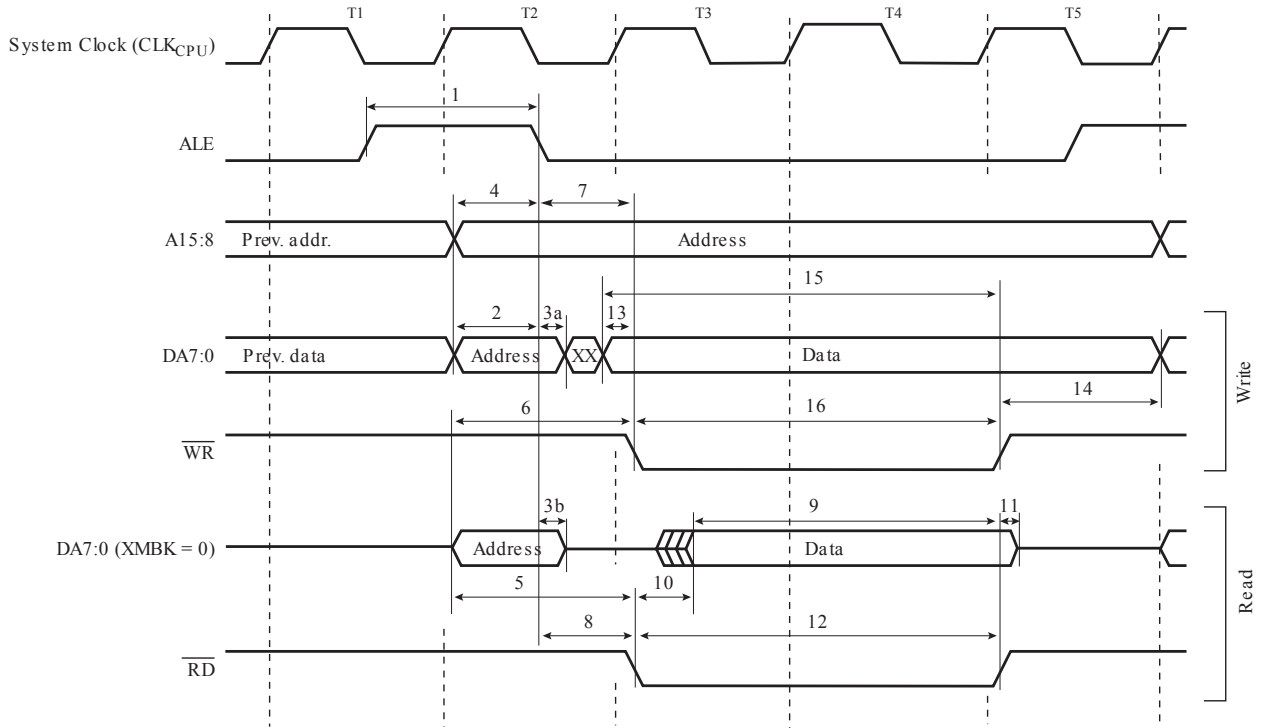 T1 T2 T3 T4 T5
System Clock (CLKCPU)
1
ALE
4 7
A15:8 Prev. addr. Address
15
2 3a 13
DA7:0 Prev. data Address XX Data
14
6 16
WR
Write
3b 9 11
DA7:0 (XMBK = 0) Address Data
5 10
8 12
RD
Read